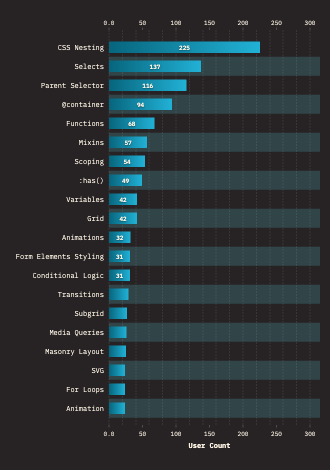 0.0 50 100 150 200 250 300
CSS Nesting 225
Selects 137
Parent Selector 116
@container 94
Functions 68
Mixins 57
Scoping 54
:has() 49
Variables 42
Grid 42
Animations 32
Form Elements Styling 31
Conditional Logic 31
Transitions
Subgrid
Media Queries
Masonry Layout
SVG
For Loops
Animation
0.0 50 100 150 200 250 300
User Count